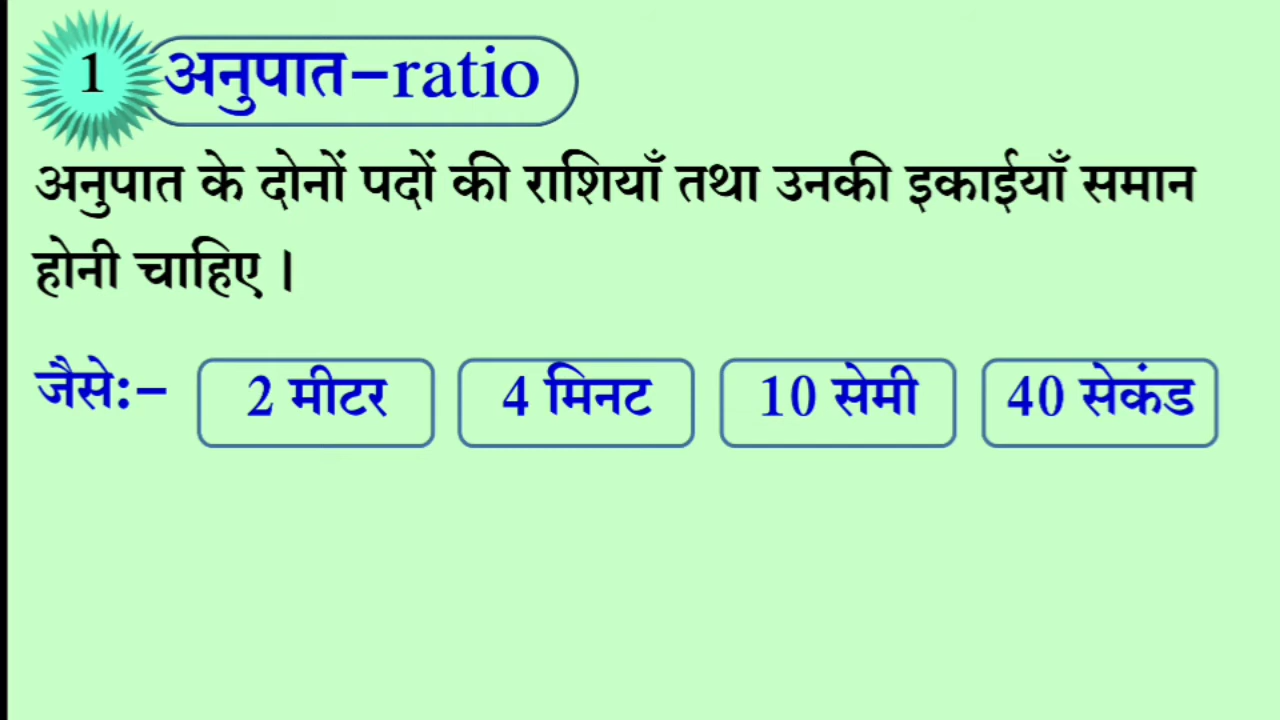 1 अनुपात-ratio
अनुपात के दोनों पदों की राशियाँ तथा उनकी इकाईयाँ समान
होनी चाहिए ।
जैसे:- 2 मीटर 4 मिनट 10 सेमी 40 सेकंड